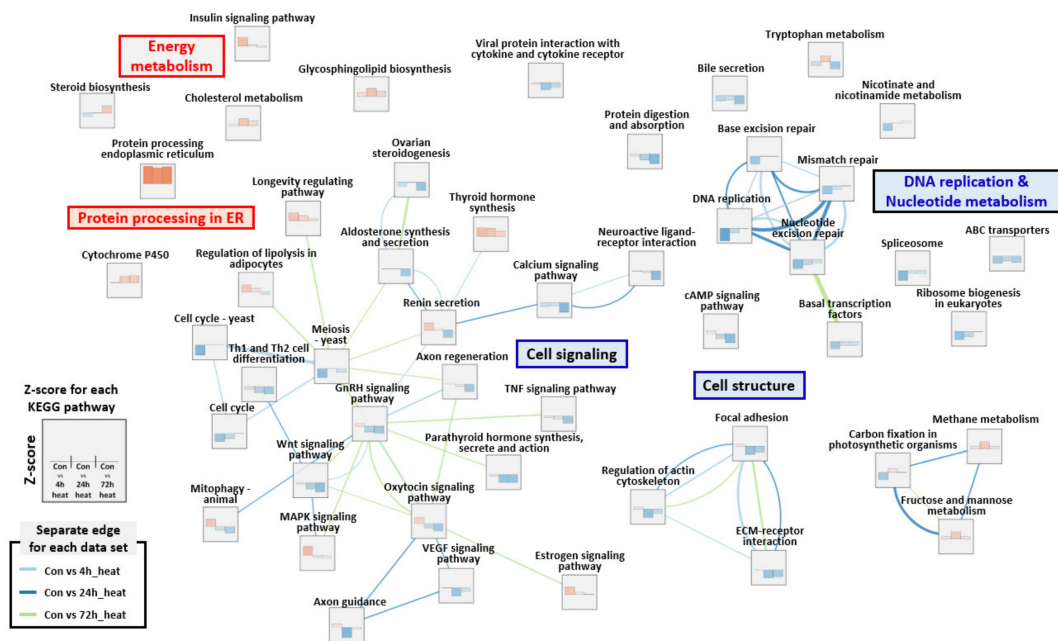 Insulin signaling pathway
Energy
metabolism
Steroid biosynthesis
Cholesterol metabolism
Glycosphingolipid biosynthesis
Viral protein interaction with
cytokine and cytokine receptor
Tryptophan metabolism
Bile secretion
Nicotinate and
nicotinamide metabolism
Protein digestion
and absorption
Base excision repair
Mismatch repair
Protein processing
endoplasmic reticulum
Ovarian
steroidogenesis
Longevity regulating
pathway
Thyroid hormone
synthesis
DNA replication
DNA replication &
Nucleotide metabolism
Protein processing in ER
Aldosterone synthesis
and secretion
Neuroactive ligand-
receptor interaction
Nucleotide
excision repair
Spliceosome
ABC transporters
Cytochrome P450
Regulation of lipolysis in
adipocytes
Calcium signaling
pathway
Renin secretion
cAMP signaling
pathway
Basal transcription
factors
Ribosome biogenesis
in eukaryotes
Cell cycle - yeast
Meiosis -
yeast
Th1 and Th2 cell
differentiation
Cell signaling
Axon regeneration
GnRH signaling
pathway
TNF signaling pathway
Cell structure
Z-score for each
KEGG pathway
Z-score
Con Con Con
vs vs vs
4h 24h 72h
heat heat heat
Cell cycle
Wnt signaling
pathway
Parathyroid hormone synthesis,
secrete and action
Focal adhesion
Methane metabolism
Carbon fixation in
photosynthetic organisms
Regulation of actin
cytoskeleton
Mitophagy -
animal
Oxytocin signaling
pathway
Fructose and mannose
metabolism
MAPK signaling
pathway
VEGF signaling
pathway
Estrogen signaling
pathway
ECM-receptor
interaction
Axon guidance
Separate edge
for each data set
Con vs 4h_heat
Con vs 24h_heat
Con vs 72h_heat